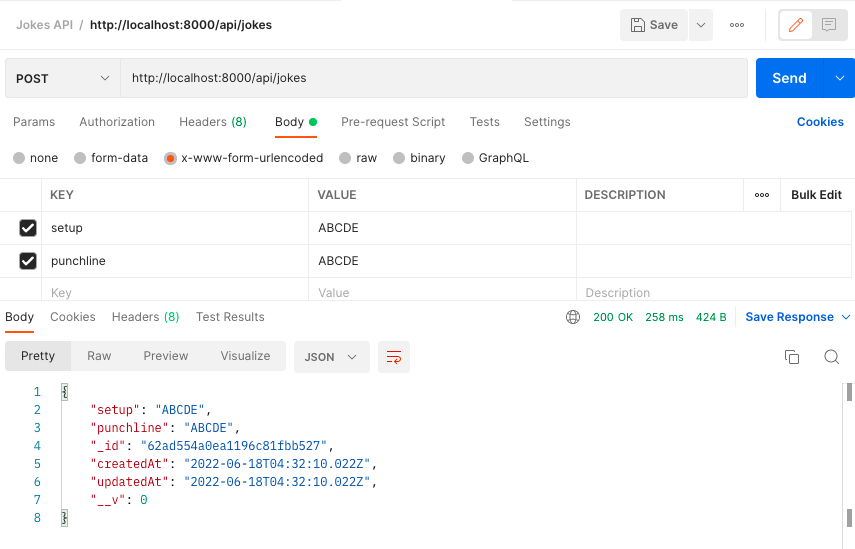 Jokes API / http://localhost:8000/api/jokes Save
POST http://localhost:8000/api/jokes Send
Params Authorization Headers (8) Body Pre-request Script Tests Settings Cookies
none form-data x-www-form-urlencoded raw binary GraphQL
KEY VALUE DESCRIPTION Bulk Edit
setup ABCDE
punchline ABCDE
Key Value Description
Body Cookies Headers (8) Test Results 200 OK 258 ms 424 B Save Response
Pretty Raw Preview Visualize JSON
1 {
2 "setup": "ABCDE",
3 "punchline": "ABCDE",
4 "_id": "62ad554a0ea1196c81fbb527",
5 "createdAt": "2022-06-18T04:32:10.022Z",
6 "updatedAt": "2022-06-18T04:32:10.022Z",
7 "__v": 0
8 }